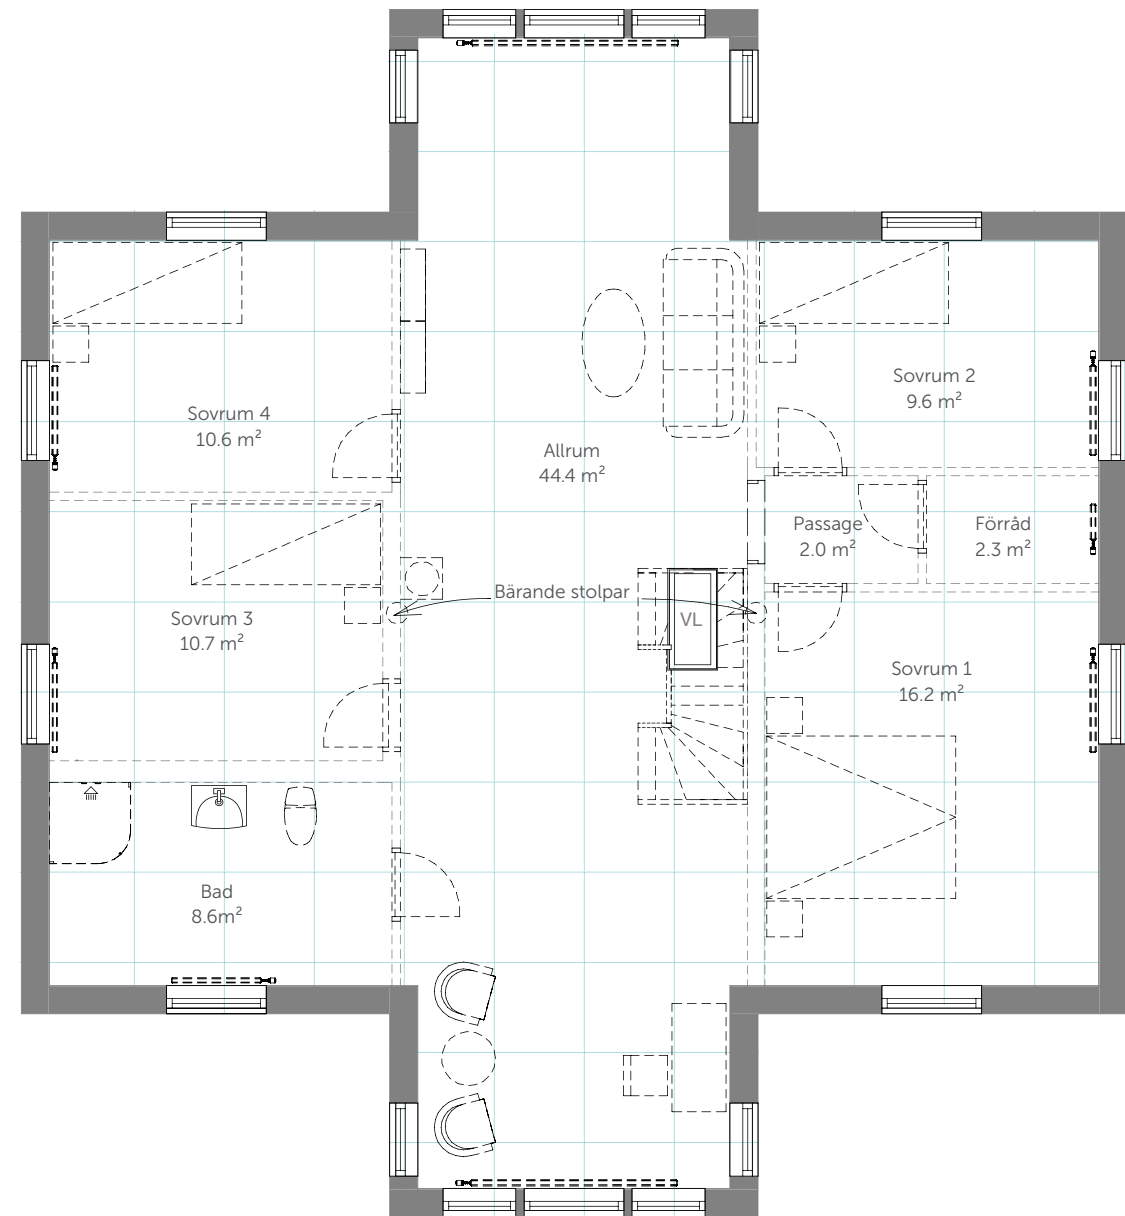 Sovrum 2
9.6 m²
Sovrum 4
10.6 m²
Allrum
44.4 m²
Passage
2.0 m²
Förråd
2.3 m²
Bärande stolpar
Sovrum 3
10.7 m²
VL
Sovrum 1
16.2 m²
Bad
8.6m²